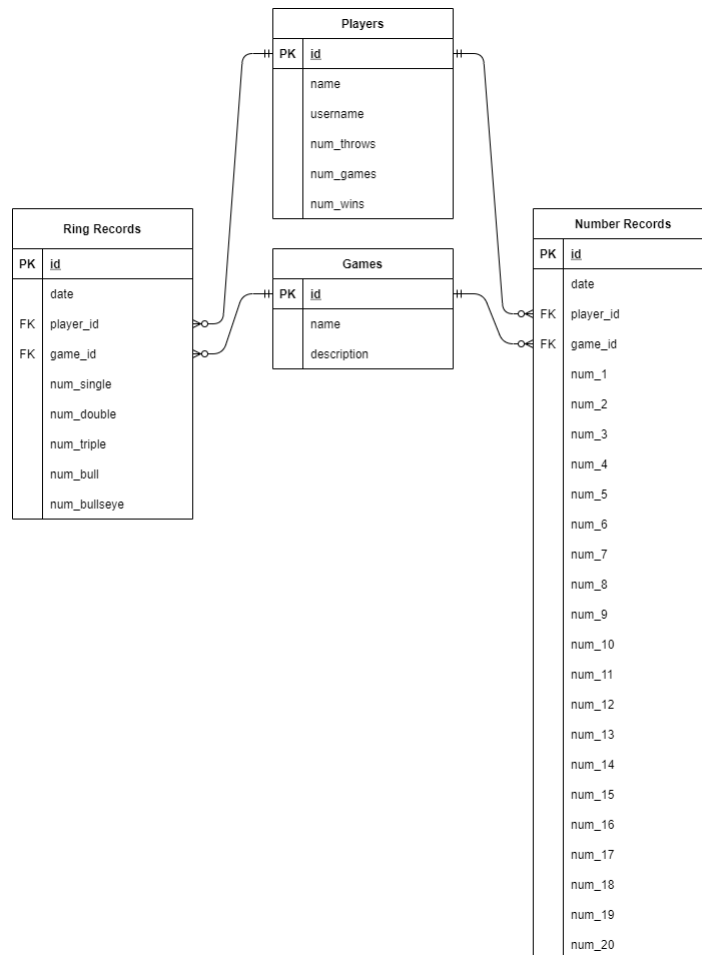 Players
PK id
name
username
num_throws
num_games
num_wins
Ring Records
PK id
date
FK player_id
FK game_id
num_single
num_double
num_triple
num_bull
num_bullseye
Games
PK id
name
description
Number Records
PK id
date
FK player_id
FK game_id
num_1
num_2
num_3
num_4
num_5
num_6
num_7
num_8
num_9
num_10
num_11
num_12
num_13
num_14
num_15
num_16
num_17
num_18
num_19
num_20